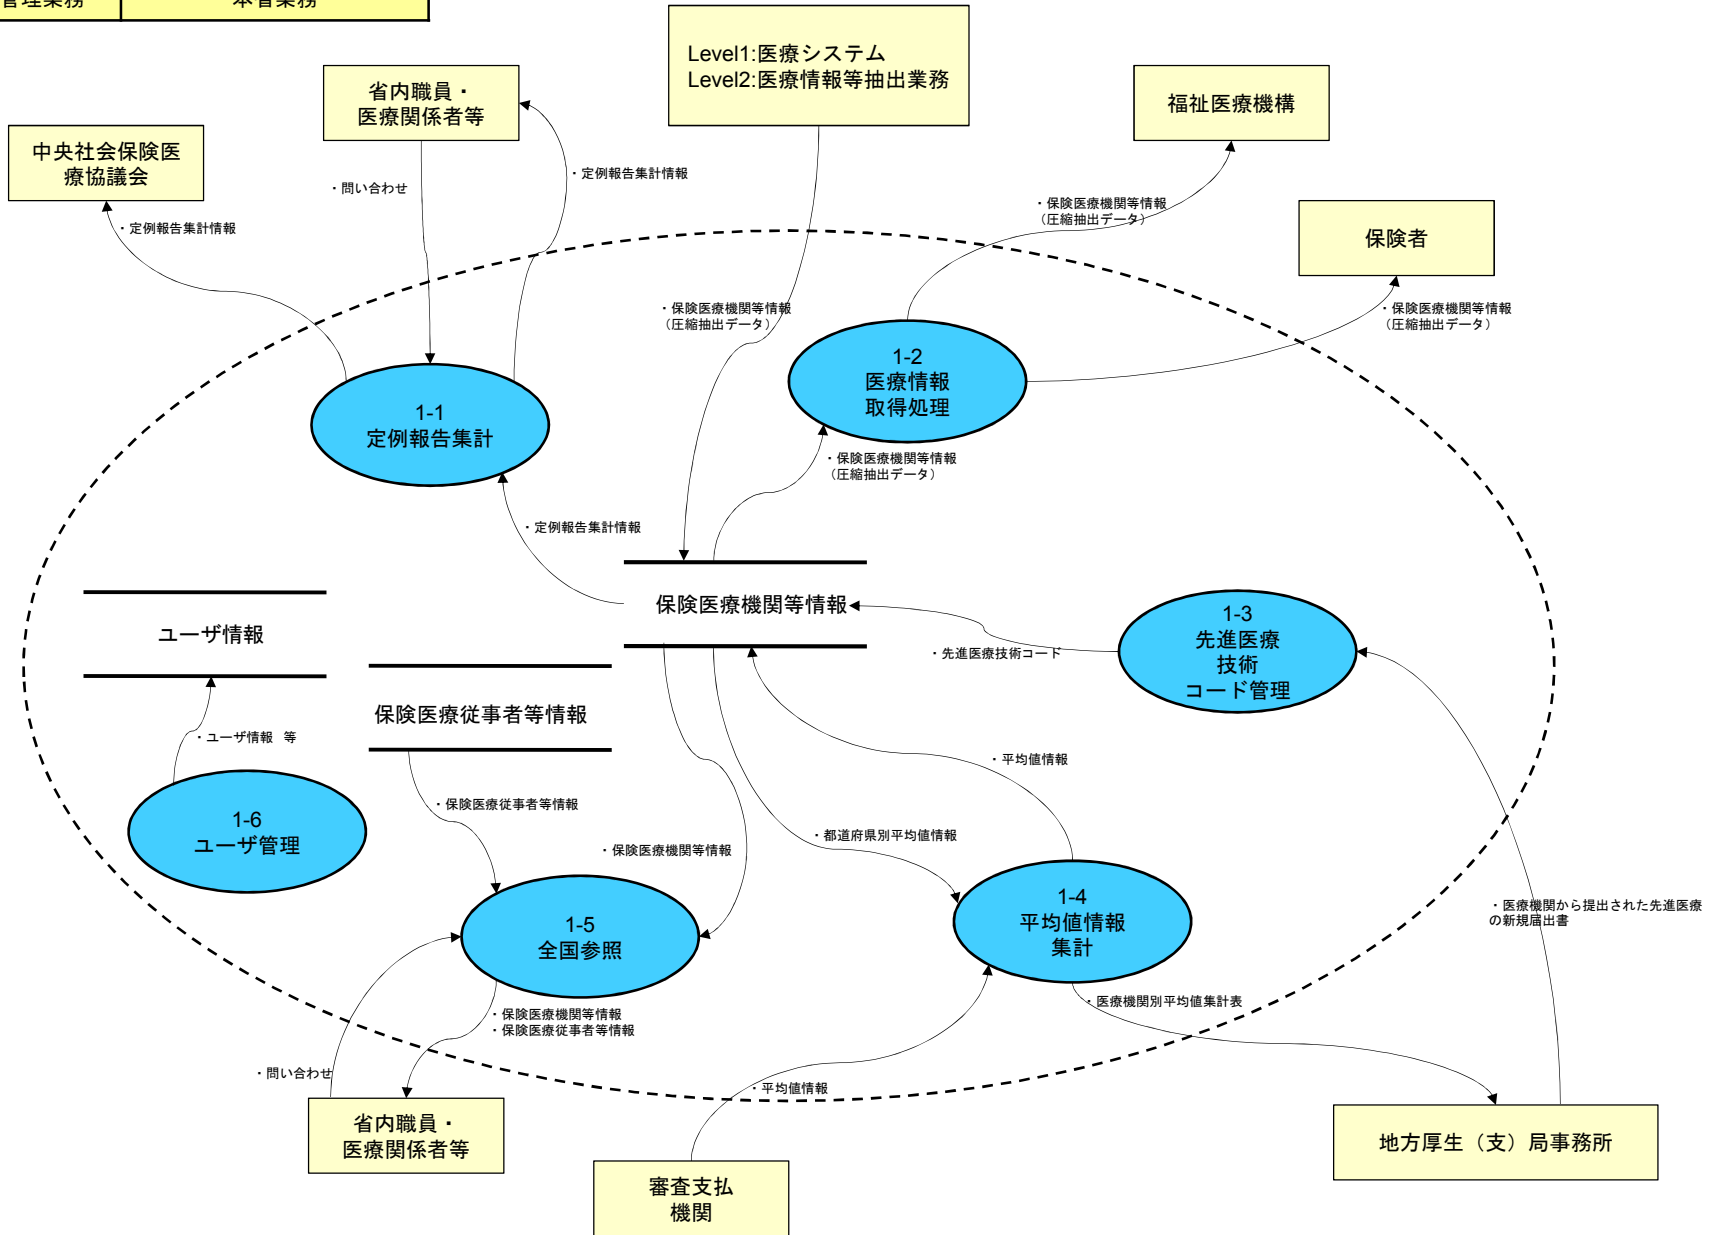 管理業務
本省業務
Level1:医療システム
Level2:医療情報等抽出業務
省内職員・
医療関係者等
福祉医療機構
中央社会保険医
療協議会
・定例報告集計情報
・問い合わせ
・定例報告集計情報
・保険医療機関等情報
（圧縮抽出データ）
保険者
・保険医療機関等情報
（圧縮抽出データ）
・保険医療機関等情報
（圧縮抽出データ）
1-1
定例報告集計
1-2
医療情報
取得処理
・保険医療機関等情報
（圧縮抽出データ）
・定例報告集計情報
保険医療機関等情報
ユーザ情報
保険医療従事者等情報
・先進医療技術コード
1-3
先進医療
技術
コード管理
・ユーザ情報　等
・平均値情報
1-6
ユーザ管理
・保険医療従事者等情報
・保険医療機関等情報
・都道府県別平均値情報
1-5
全国参照
1-4
平均値情報
集計
・医療機関から提出された先進医療
の新規届出書
・保険医療機関等情報
・保険医療従事者等情報
・医療機関別平均値集計表
・問い合わせ
・平均値情報
省内職員・
医療関係者等
審査支払
機関
地方厚生（支）局事務所